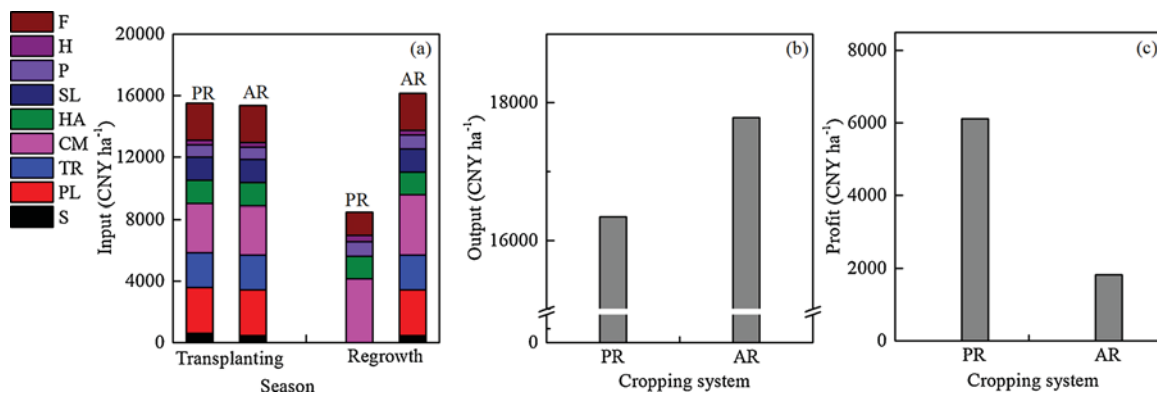 F
H
P
SL
HA
CM
TR
PL
S
(a)
Input (CNY ha⁻¹)
20000
16000
12000
8000
4000
0
PR
AR
PR
AR
Transplanting
Regrowth
Season
(b)
Output (CNY ha⁻¹)
18000
16000
0
PR
AR
Cropping system
(c)
Profit (CNY ha⁻¹)
8000
6000
4000
2000
0
PR
AR
Cropping system